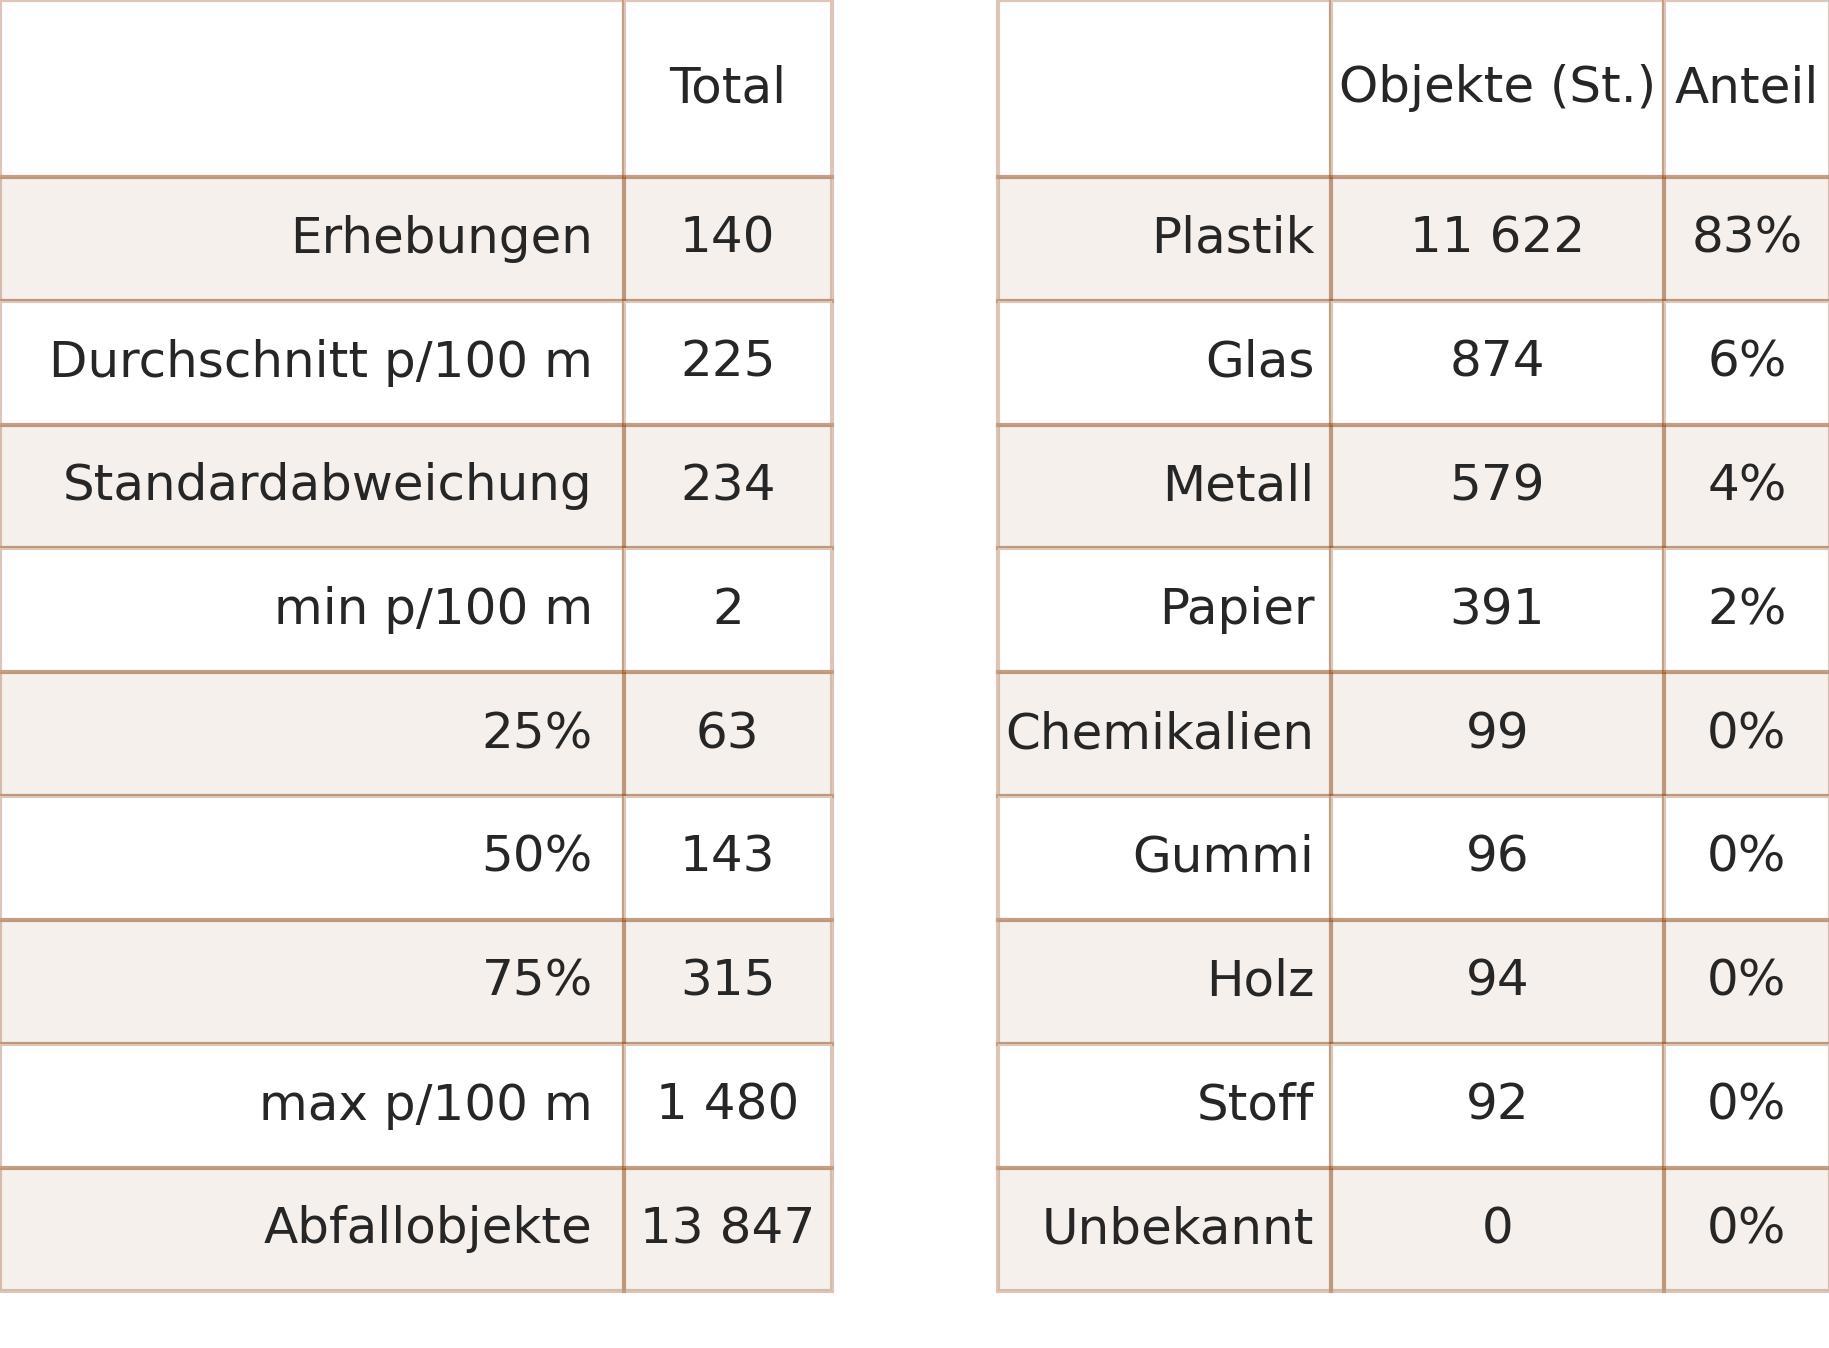 Total
Erhebungen 140
Durchschnitt p/100 m 225
Standardabweichung 234
min p/100 m 2
25% 63
50% 143
75% 315
max p/100 m 1 480
Abfallobjekte 13 847
Objekte (St.) Anteil
Plastik 11 622 83%
Glas 874 6%
Metall 579 4%
Papier 391 2%
Chemikalien 99 0%
Gummi 96 0%
Holz 94 0%
Stoff 92 0%
Unbekannt 0 0%